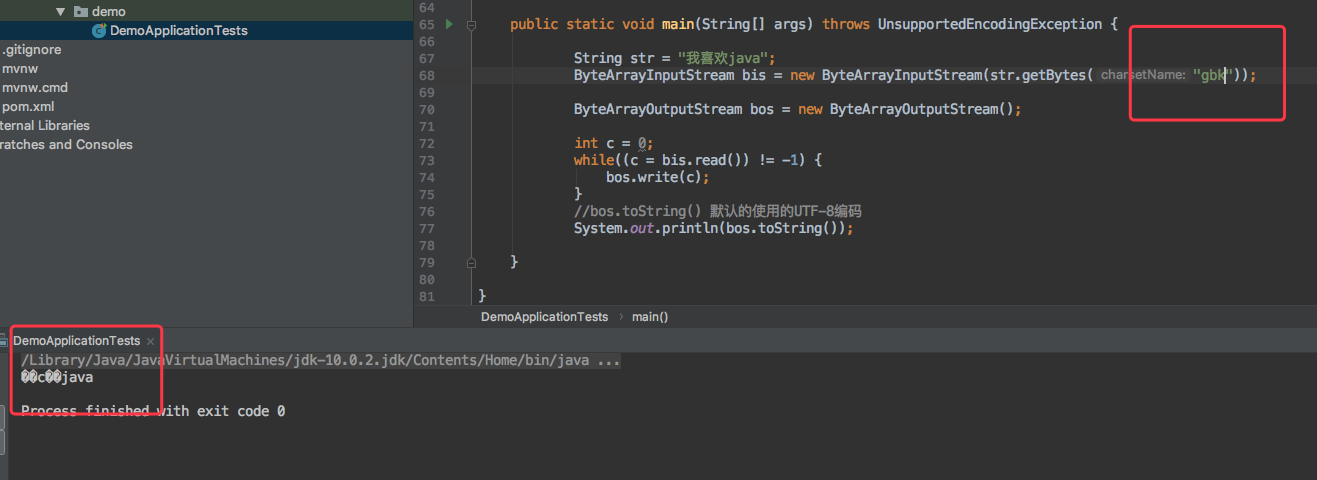 demo
DemoApplicationTests
.gitignore
mvnw
mvnw.cmd
pom.xml
ternal Libraries
ratches and Consoles
64
65 public static void main(String[] args) throws UnsupportedEncodingException {
66
67 String str = "我喜欢java";
68 ByteArrayInputStream bis = new ByteArrayInputStream(str.getBytes( charsetName: "gbk"));
69
70 ByteArrayOutputStream bos = new ByteArrayOutputStream();
71
72 int c = 0;
73 while((c = bis.read()) != -1) {
74 bos.write(c);
75 }
76 //bos.toString() 默认的使用的UTF-8编码
77 System.out.println(bos.toString());
78
79 }
80
81 }
DemoApplicationTests › main()
DemoApplicationTests ×
/Library/Java/JavaVirtualMachines/jdk-10.0.2.jdk/Contents/Home/bin/java ...
��ϲ��java
Process finished with exit code 0